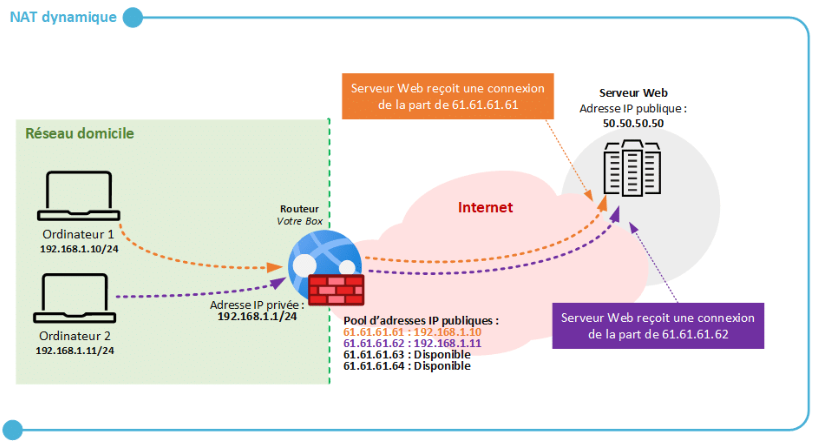 NAT dynamique
Serveur Web reçoit une connexion
de la part de 61.61.61.61
Serveur Web
Adresse IP publique :
50.50.50.50
Réseau domicile
Ordinateur 1
192.168.1.10/24
Routeur
Votre Box
Internet
Ordinateur 2
192.168.1.11/24
Adresse IP privée :
192.168.1.1/24
Pool d'adresses IP publiques :
61.61.61.61 : 192.168.1.10
61.61.61.62 : 192.168.1.11
61.61.61.63 : Disponible
61.61.61.64 : Disponible
Serveur Web reçoit une connexion
de la part de 61.61.61.62